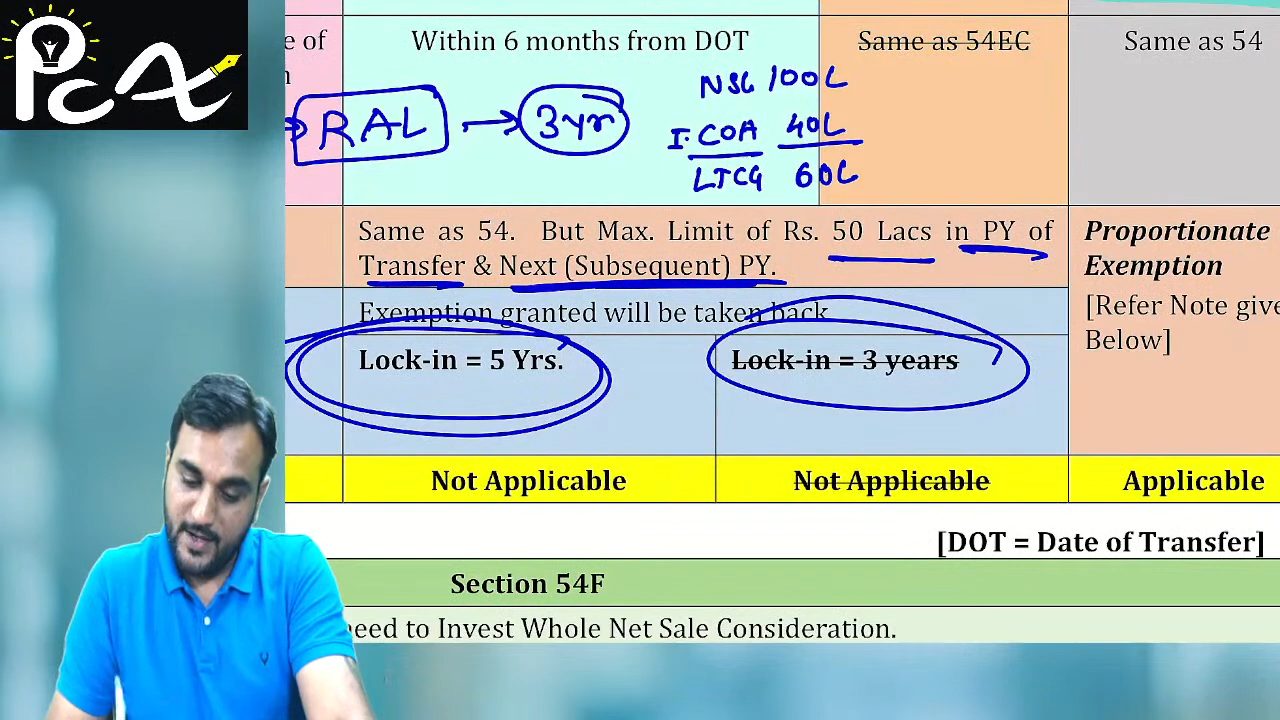 PCA
e of
n
Within 6 months from DOT
Same as 54EC
Same as 54
RAL → 3yr
NSC 100L
I.COA 40L
LTCG 60L
Same as 54. But Max. Limit of Rs. 50 Lacs in PY of
Transfer & Next (Subsequent) PY.
Proportionate
Exemption
[Refer Note give
Below]
Exemption granted will be taken back
Lock-in = 5 Yrs.
Lock-in = 3 years
Not Applicable
Not Applicable
Applicable
[DOT = Date of Transfer]
Section 54F
need to Invest Whole Net Sale Consideration.